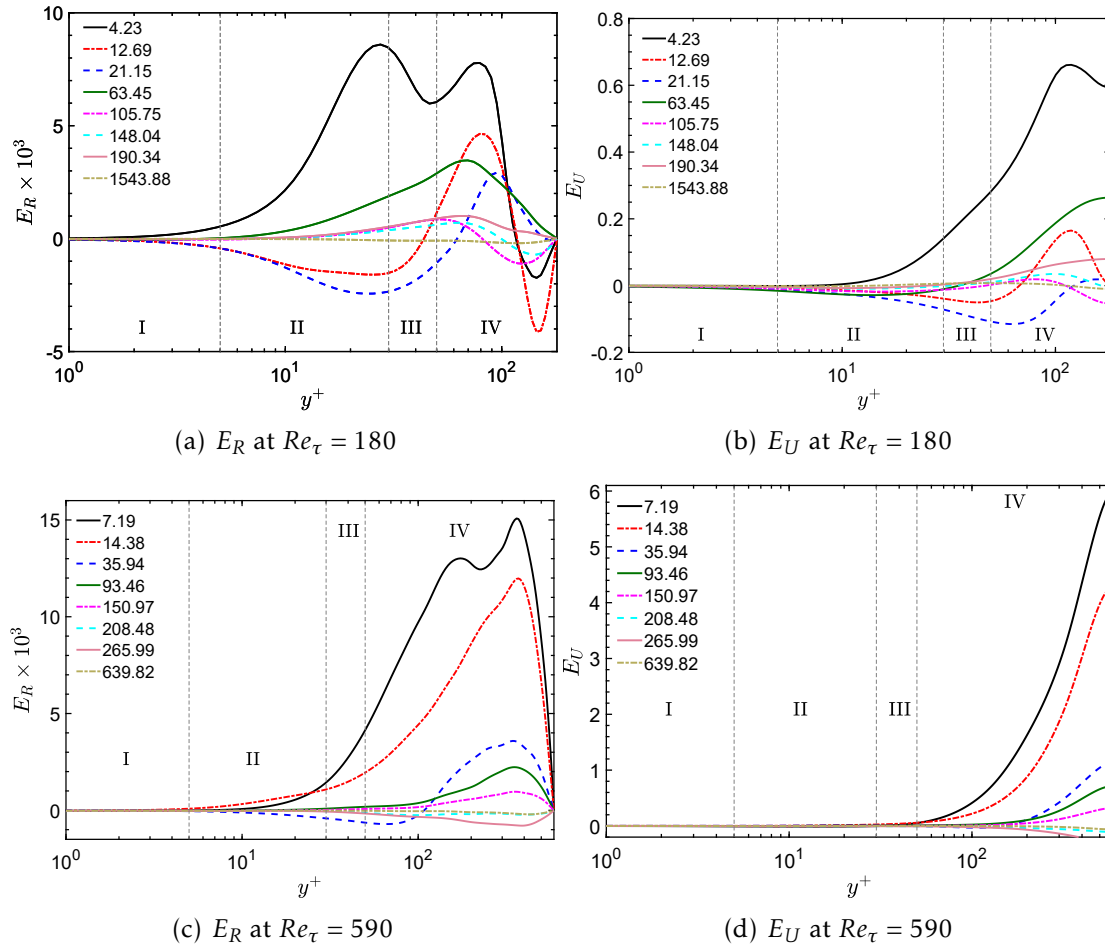 10
5
0
-5
E_R × 10^3
4.23
12.69
21.15
63.45
105.75
148.04
190.34
1543.88
I II III IV
10^0 10^1 10^2
y^+
(a) E_R at Re_τ = 180
0.8
0.6
0.4
0.2
0
-0.2
E_U
4.23
12.69
21.15
63.45
105.75
148.04
190.34
1543.88
I II III IV
10^0 10^1 10^2
y^+
(b) E_U at Re_τ = 180
15
10
5
0
E_R × 10^3
7.19
14.38
35.94
93.46
150.97
208.48
265.99
639.82
III IV
I II
10^0 10^1 10^2
y^+
(c) E_R at Re_τ = 590
6
5
4
3
2
1
0
E_U
7.19
14.38
35.94
93.46
150.97
208.48
265.99
639.82
IV
I II III
10^0 10^1 10^2
y^+
(d) E_U at Re_τ = 590